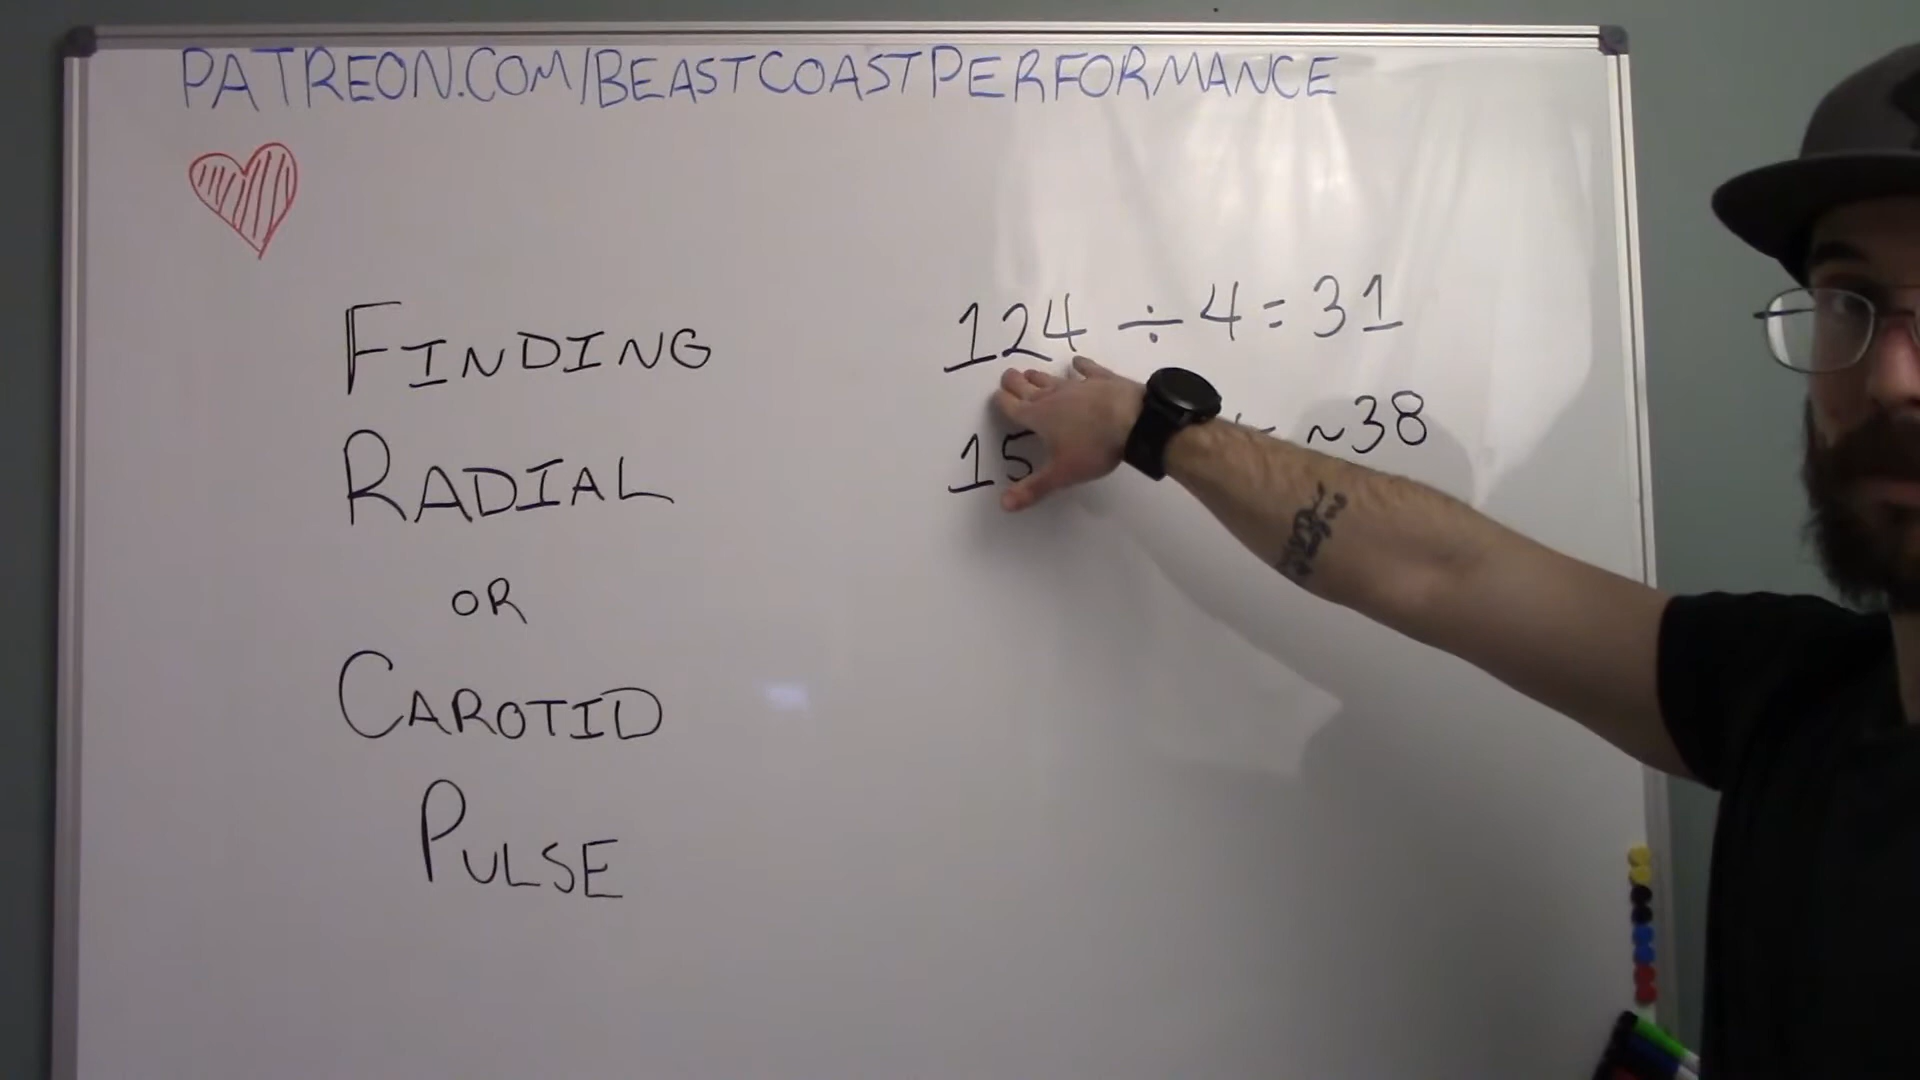 PATREON.COM/BEASTCOASTPERFORMANCE
FINDING
RADIAL
OR
CAROTID
PULSE
124 ÷ 4 = 31
15 = ~38